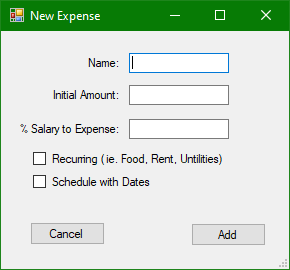 New Expense
Name:
Initial Amount:
% Salary to Expense:
Recurring (ie. Food, Rent, Untilities)
Schedule with Dates
Cancel
Add